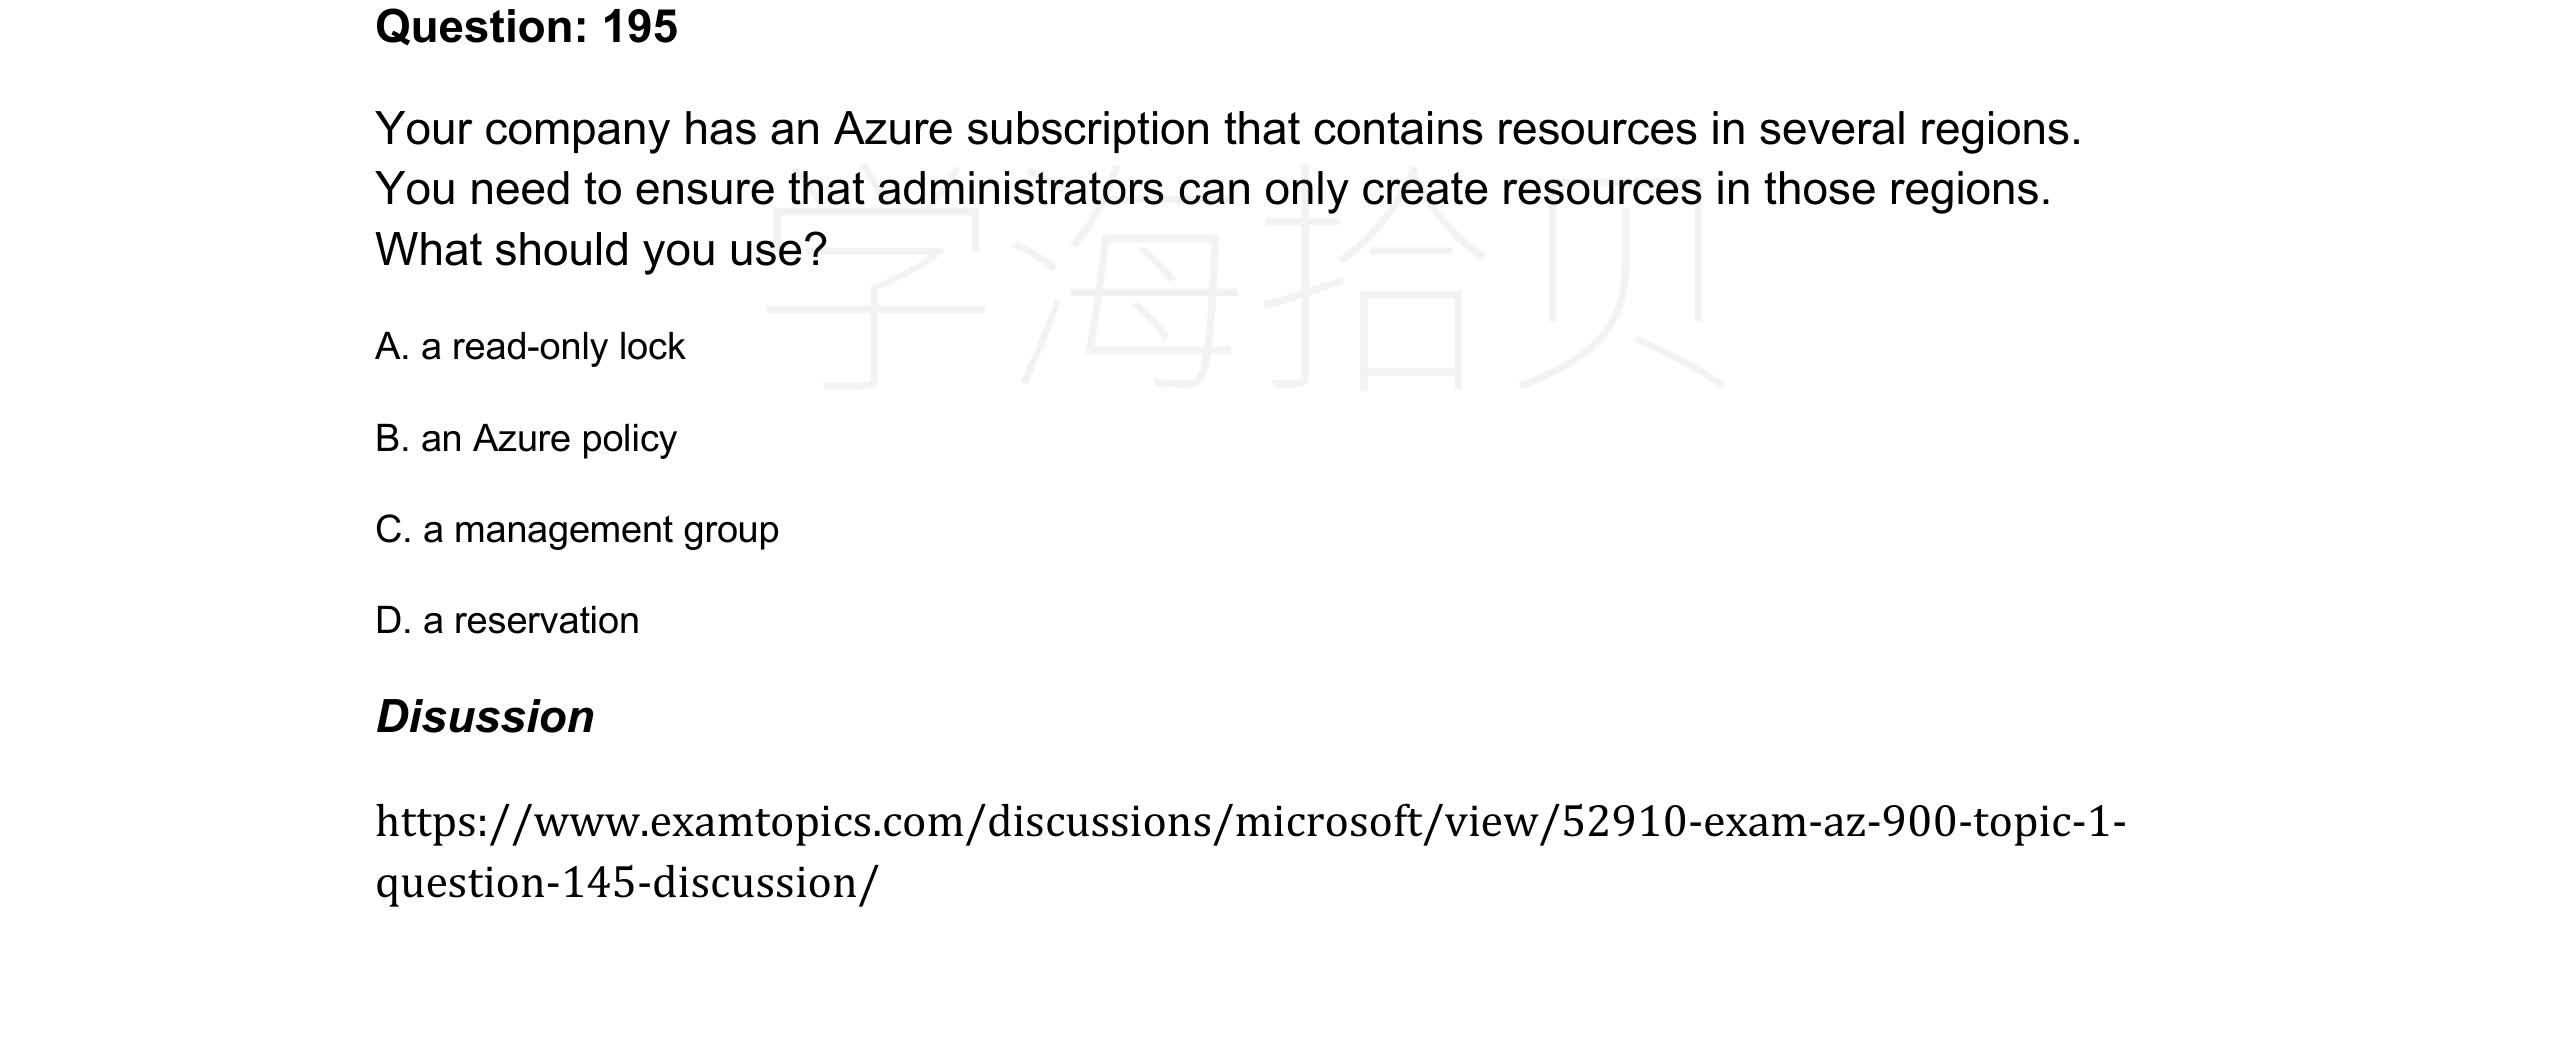 Question: 195
Your company has an Azure subscription that contains resources in several regions.
You need to ensure that administrators can only create resources in those regions.
What should you use?
学海拾贝
A. a read-only lock
B. an Azure policy
C. a management group
D. a reservation
Disussion
https://www.examtopics.com/discussions/microsoft/view/52910-exam-az-900-topic-1-
question-145-discussion/